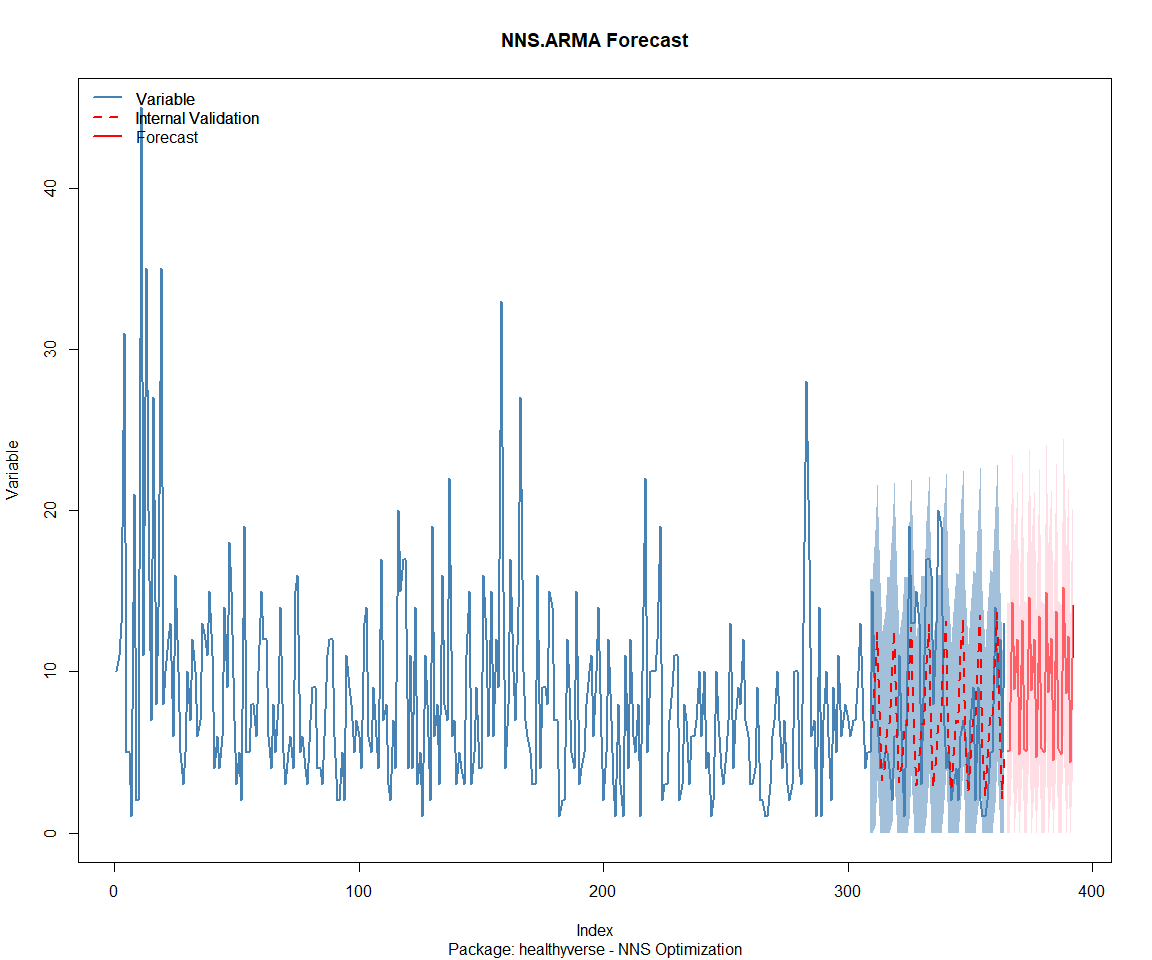 NNS.ARMA Forecast
Variable
Internal Validation
Forecast
Variable
40
30
20
10
0
0
100
200
300
400
Index
Package: healthyverse - NNS Optimization